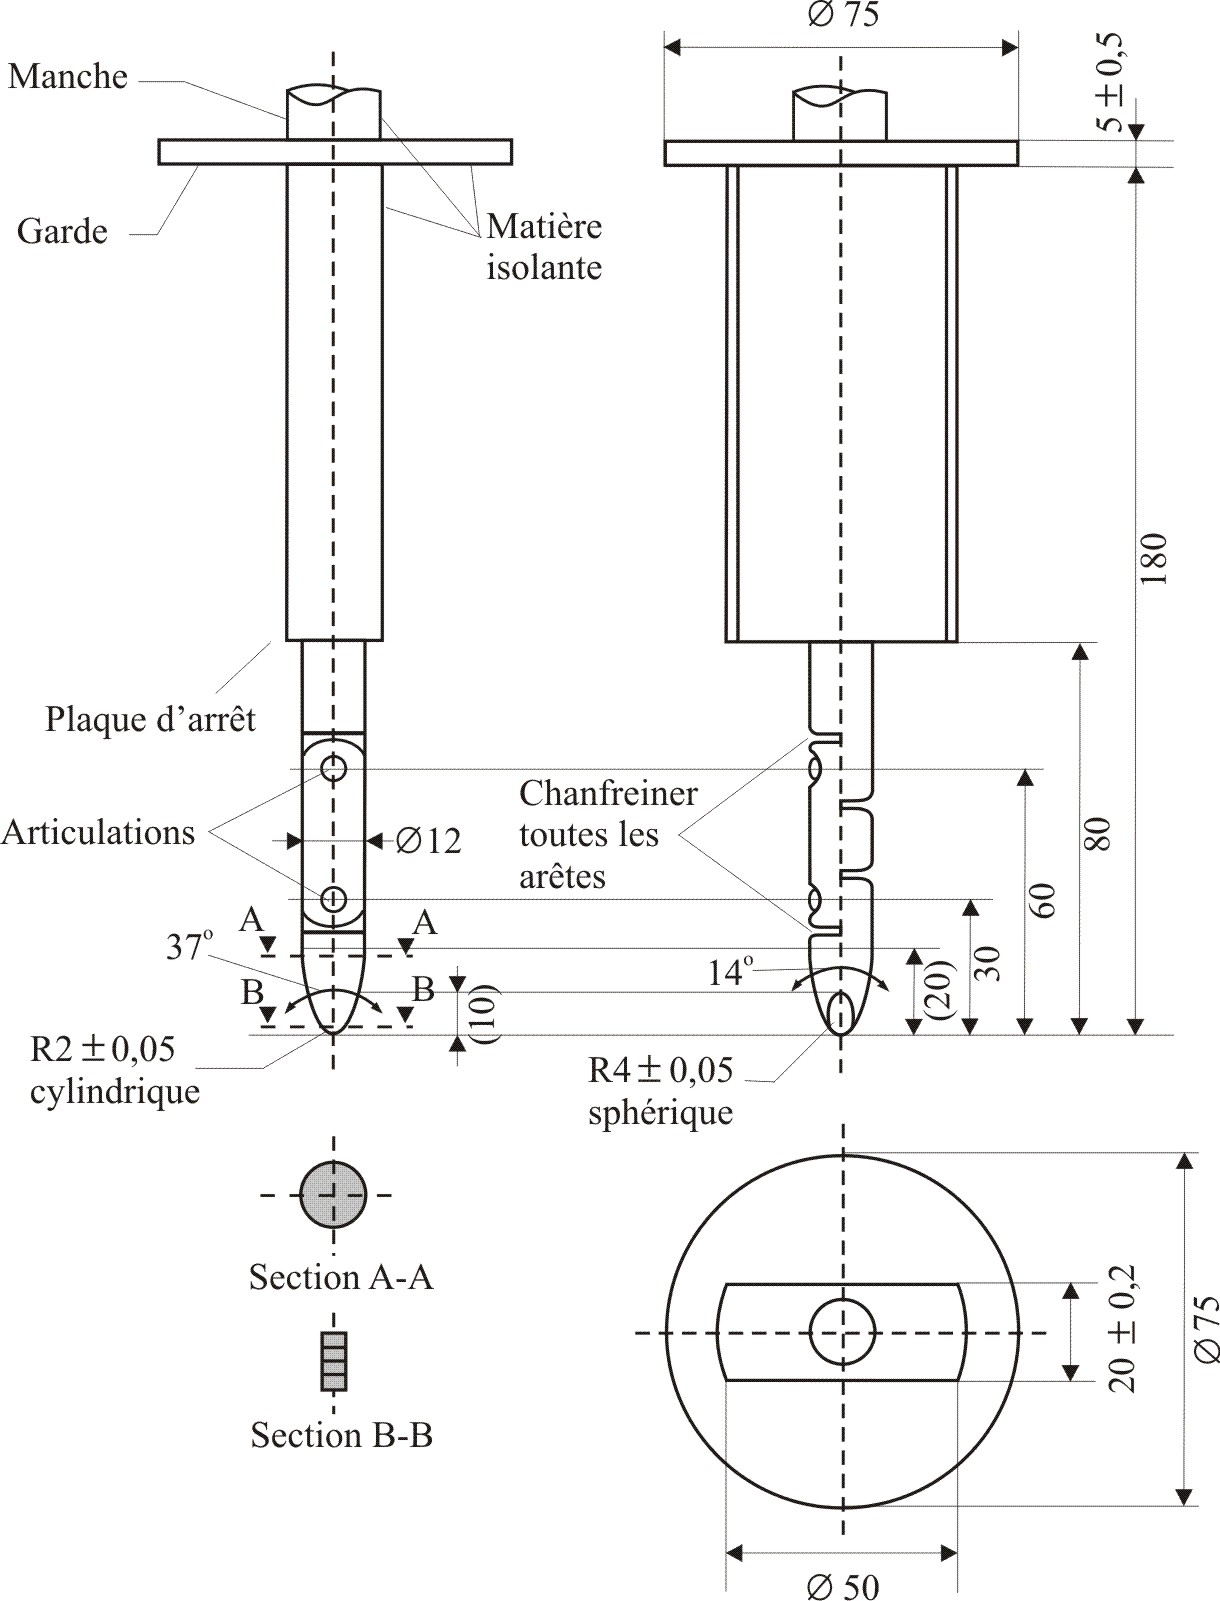 ∅ 75
5 ± 0,5
Manche
Garde
Matière
isolante
180
Plaque d’arrêt
Chanfreiner
toutes les
arêtes
Articulations
∅12
80
60
30
(20)
A
A
37°
14°
B
B
(10)
R2 ± 0,05
cylindrique
R4 ± 0,05
sphérique
Section A-A
20 ± 0,2
∅ 75
Section B-B
∅ 50